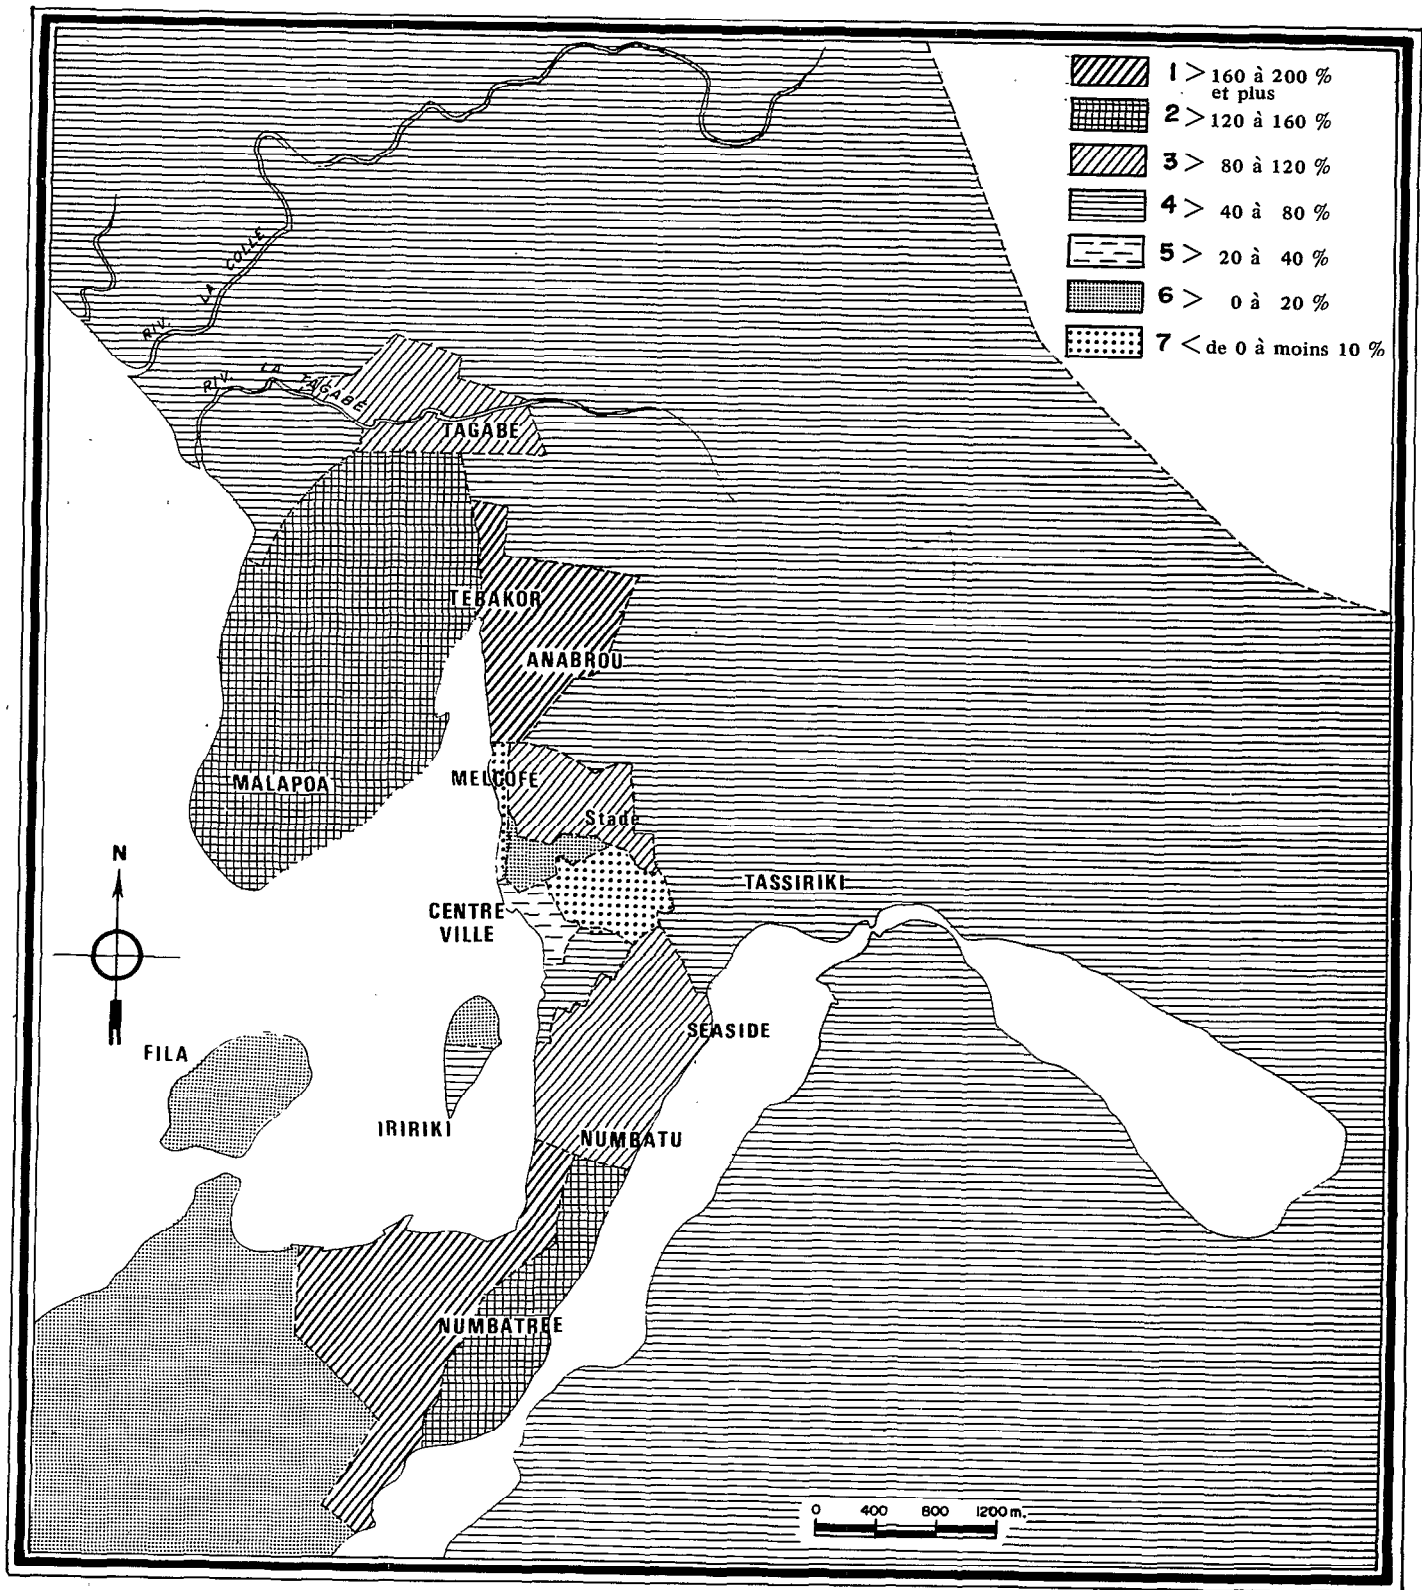 1 > 160 à 200 %
et plus
2 > 120 à 160 %
3 > 80 à 120 %
4 > 40 à 80 %
5 > 20 à 40 %
6 > 0 à 20 %
7 < de 0 à moins 10 %
RIV. LA COLLE
RIV. LA TAGABÉ
TAGABE
TEBAKOR
ANABROU
MELCOFE
MALAPOA
Stade
N
TASSIRIKI
CENTRE
VILLE
SEASIDE
FILA
IRIRIKI
NUMBATU
NUMBATREE
0 400 800 1200 m.